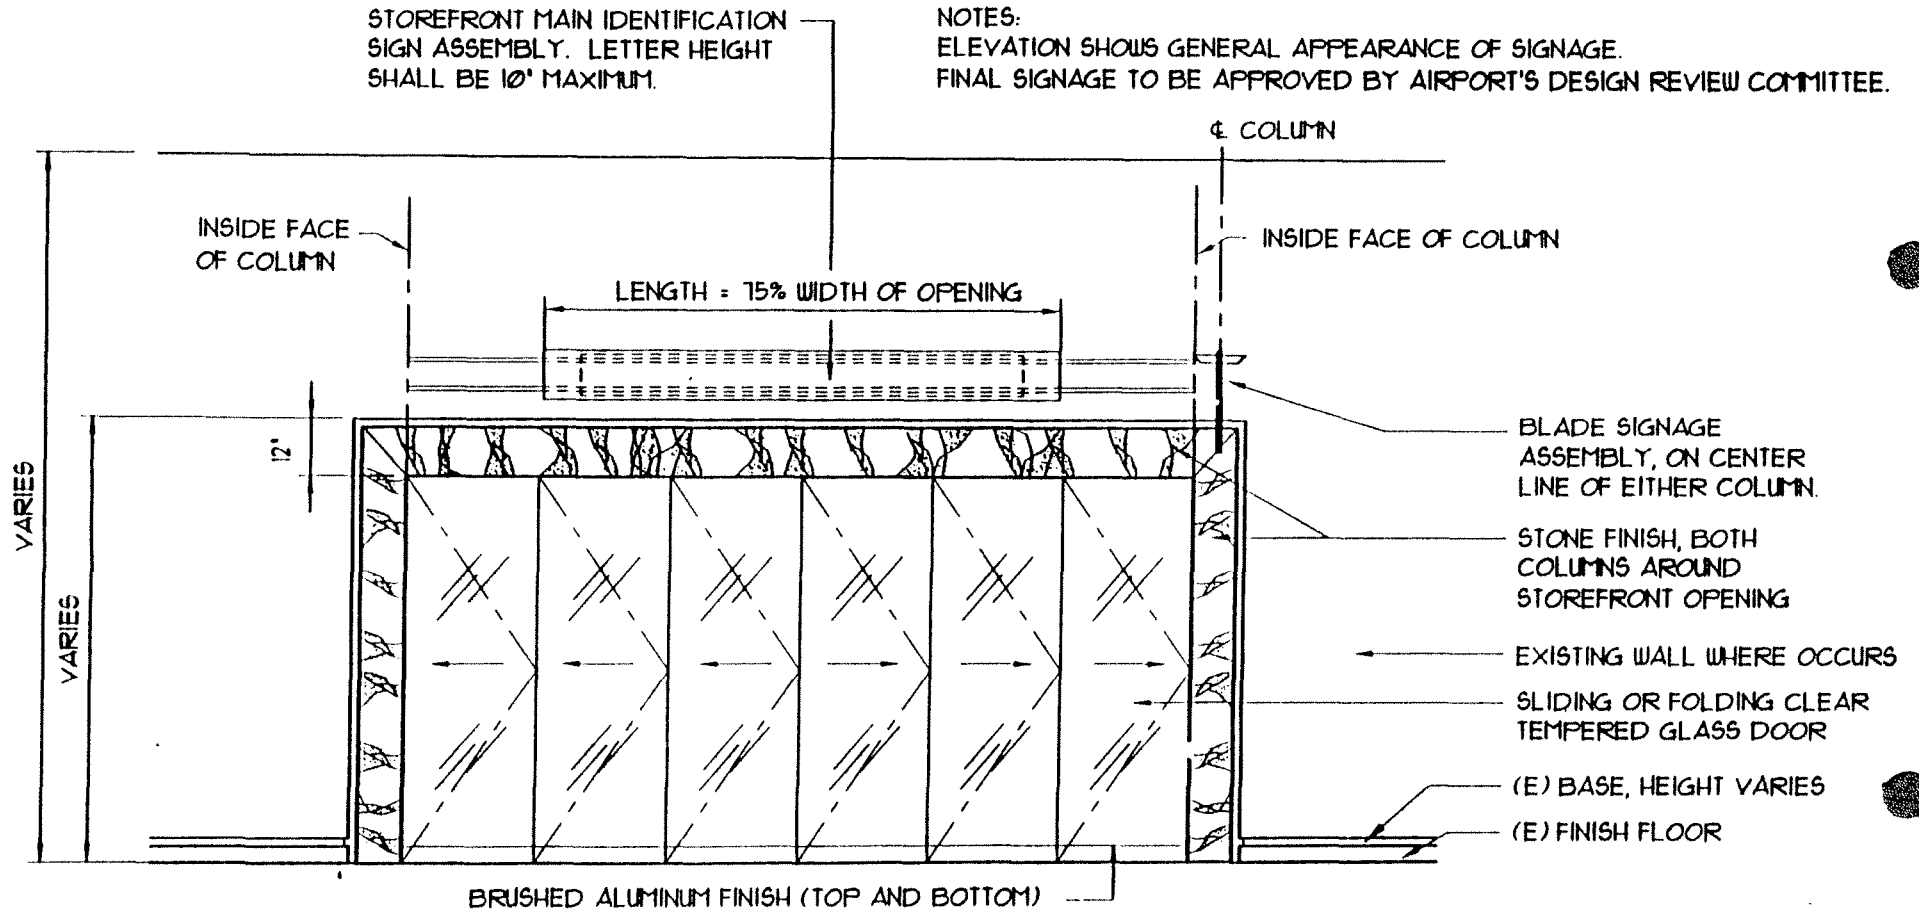 STOREFRONT MAIN IDENTIFICATION
SIGN ASSEMBLY. LETTER HEIGHT
SHALL BE 10" MAXIMUM.
NOTES:
ELEVATION SHOWS GENERAL APPEARANCE OF SIGNAGE.
FINAL SIGNAGE TO BE APPROVED BY AIRPORT'S DESIGN REVIEW COMMITTEE.
℄ COLUMN
INSIDE FACE
OF COLUMN
INSIDE FACE OF COLUMN
LENGTH = 75% WIDTH OF OPENING
12"
VARIES
VARIES
BLADE SIGNAGE
ASSEMBLY, ON CENTER
LINE OF EITHER COLUMN.
STONE FINISH, BOTH
COLUMNS AROUND
STOREFRONT OPENING
EXISTING WALL WHERE OCCURS
SLIDING OR FOLDING CLEAR
TEMPERED GLASS DOOR
(E) BASE, HEIGHT VARIES
(E) FINISH FLOOR
BRUSHED ALUMINUM FINISH (TOP AND BOTTOM)